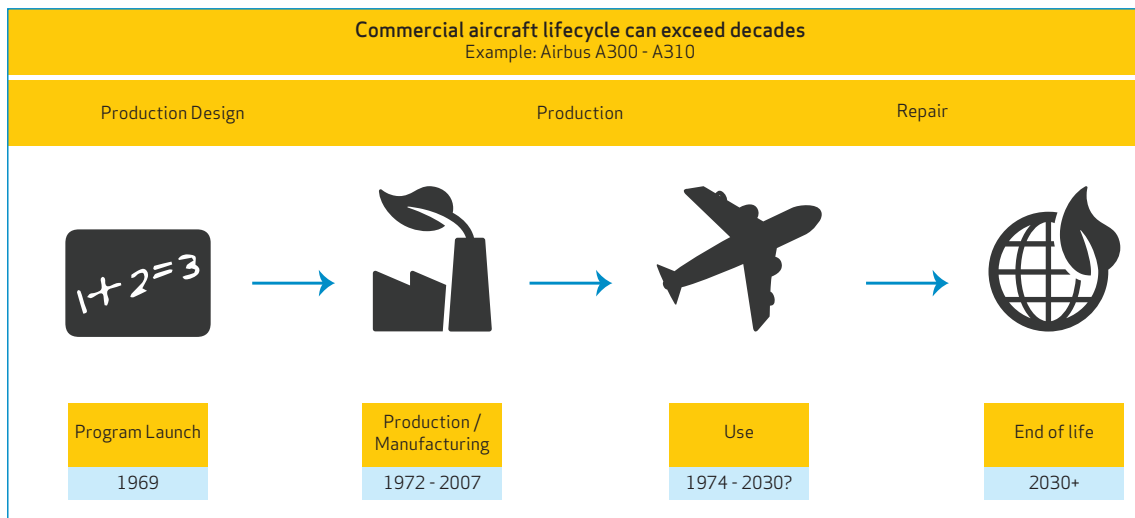 Commercial aircraft lifecycle can exceed decades
Example: Airbus A300 - A310
Production Design
Production
Repair
1+2=3
Program Launch
1969
Production /
Manufacturing
1972 - 2007
Use
1974 - 2030?
End of life
2030+